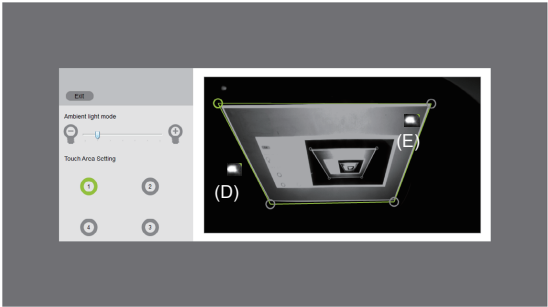 Exit
Ambient light mode
Touch Area Setting
1
2
4
3
(D)
(E)